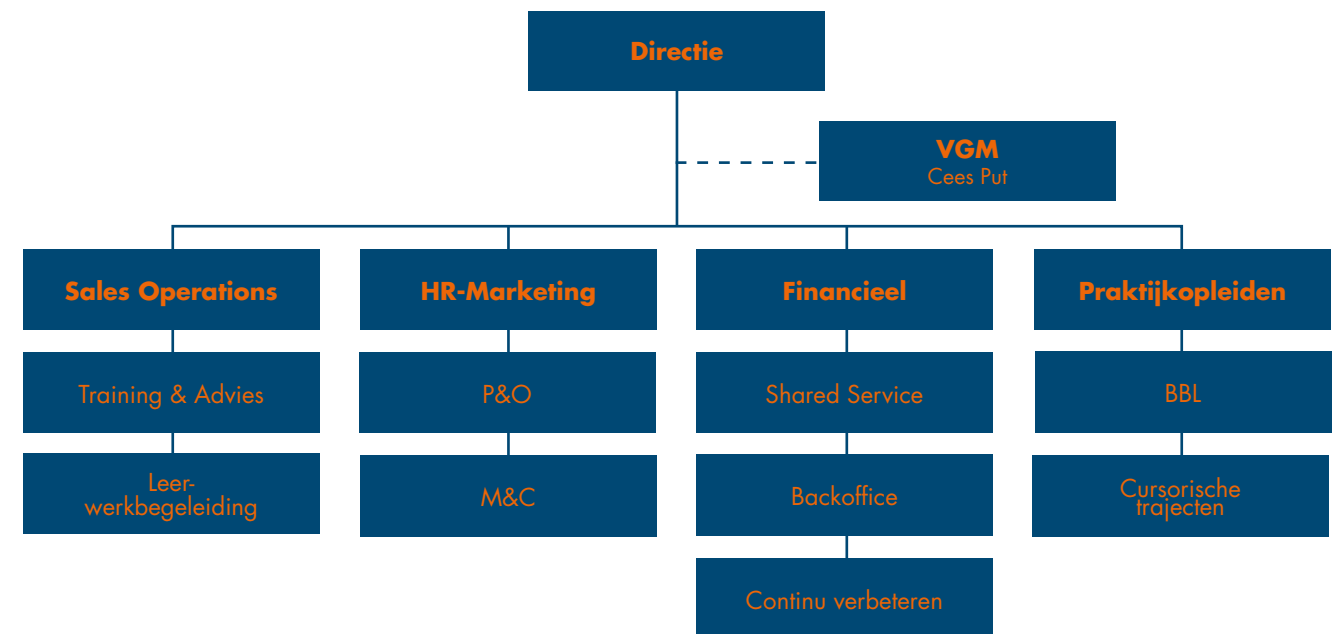 Directie
VGM
Cees Put
Sales Operations
HR-Marketing
Financieel
Praktijkopleiden
Training & Advies
P&O
Shared Service
BBL
Leer-
werkbegeleiding
M&C
Backoffice
Cursorische
trajecten
Continu verbeteren